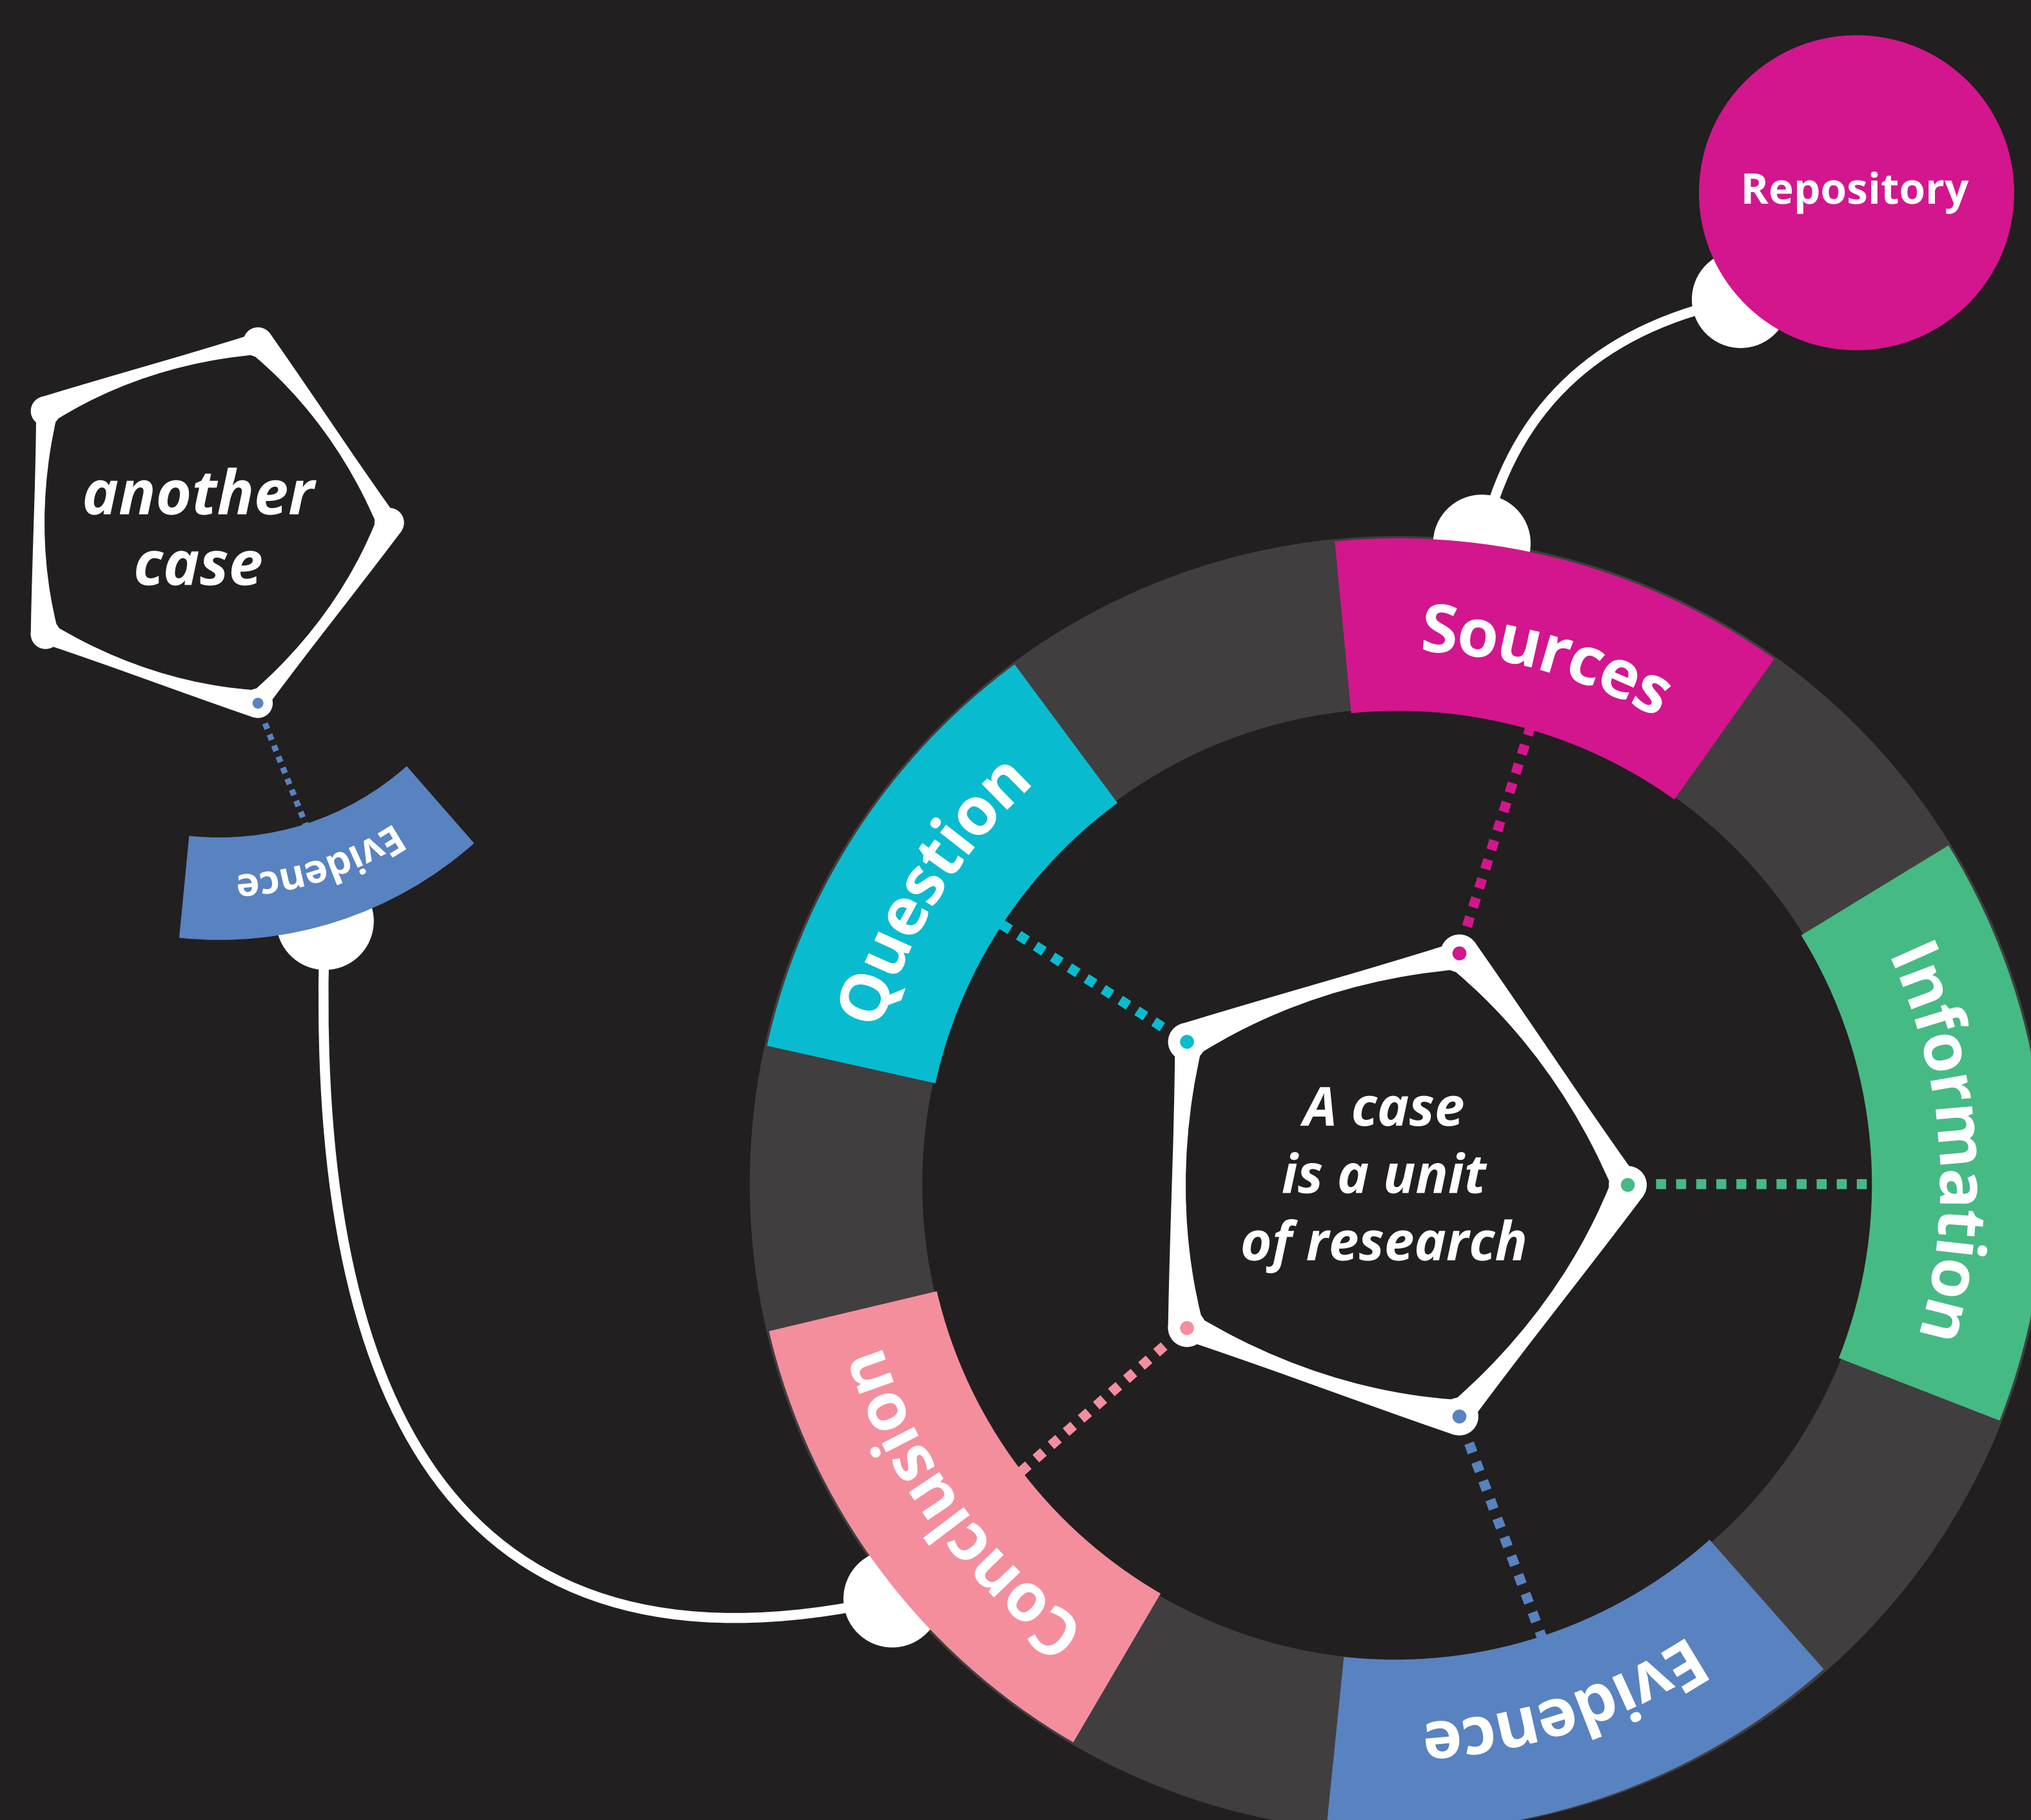 Repository
another
case
Evidence
Sources
Question
Information
A case
is a unit
of research
Conclusion
Evidence